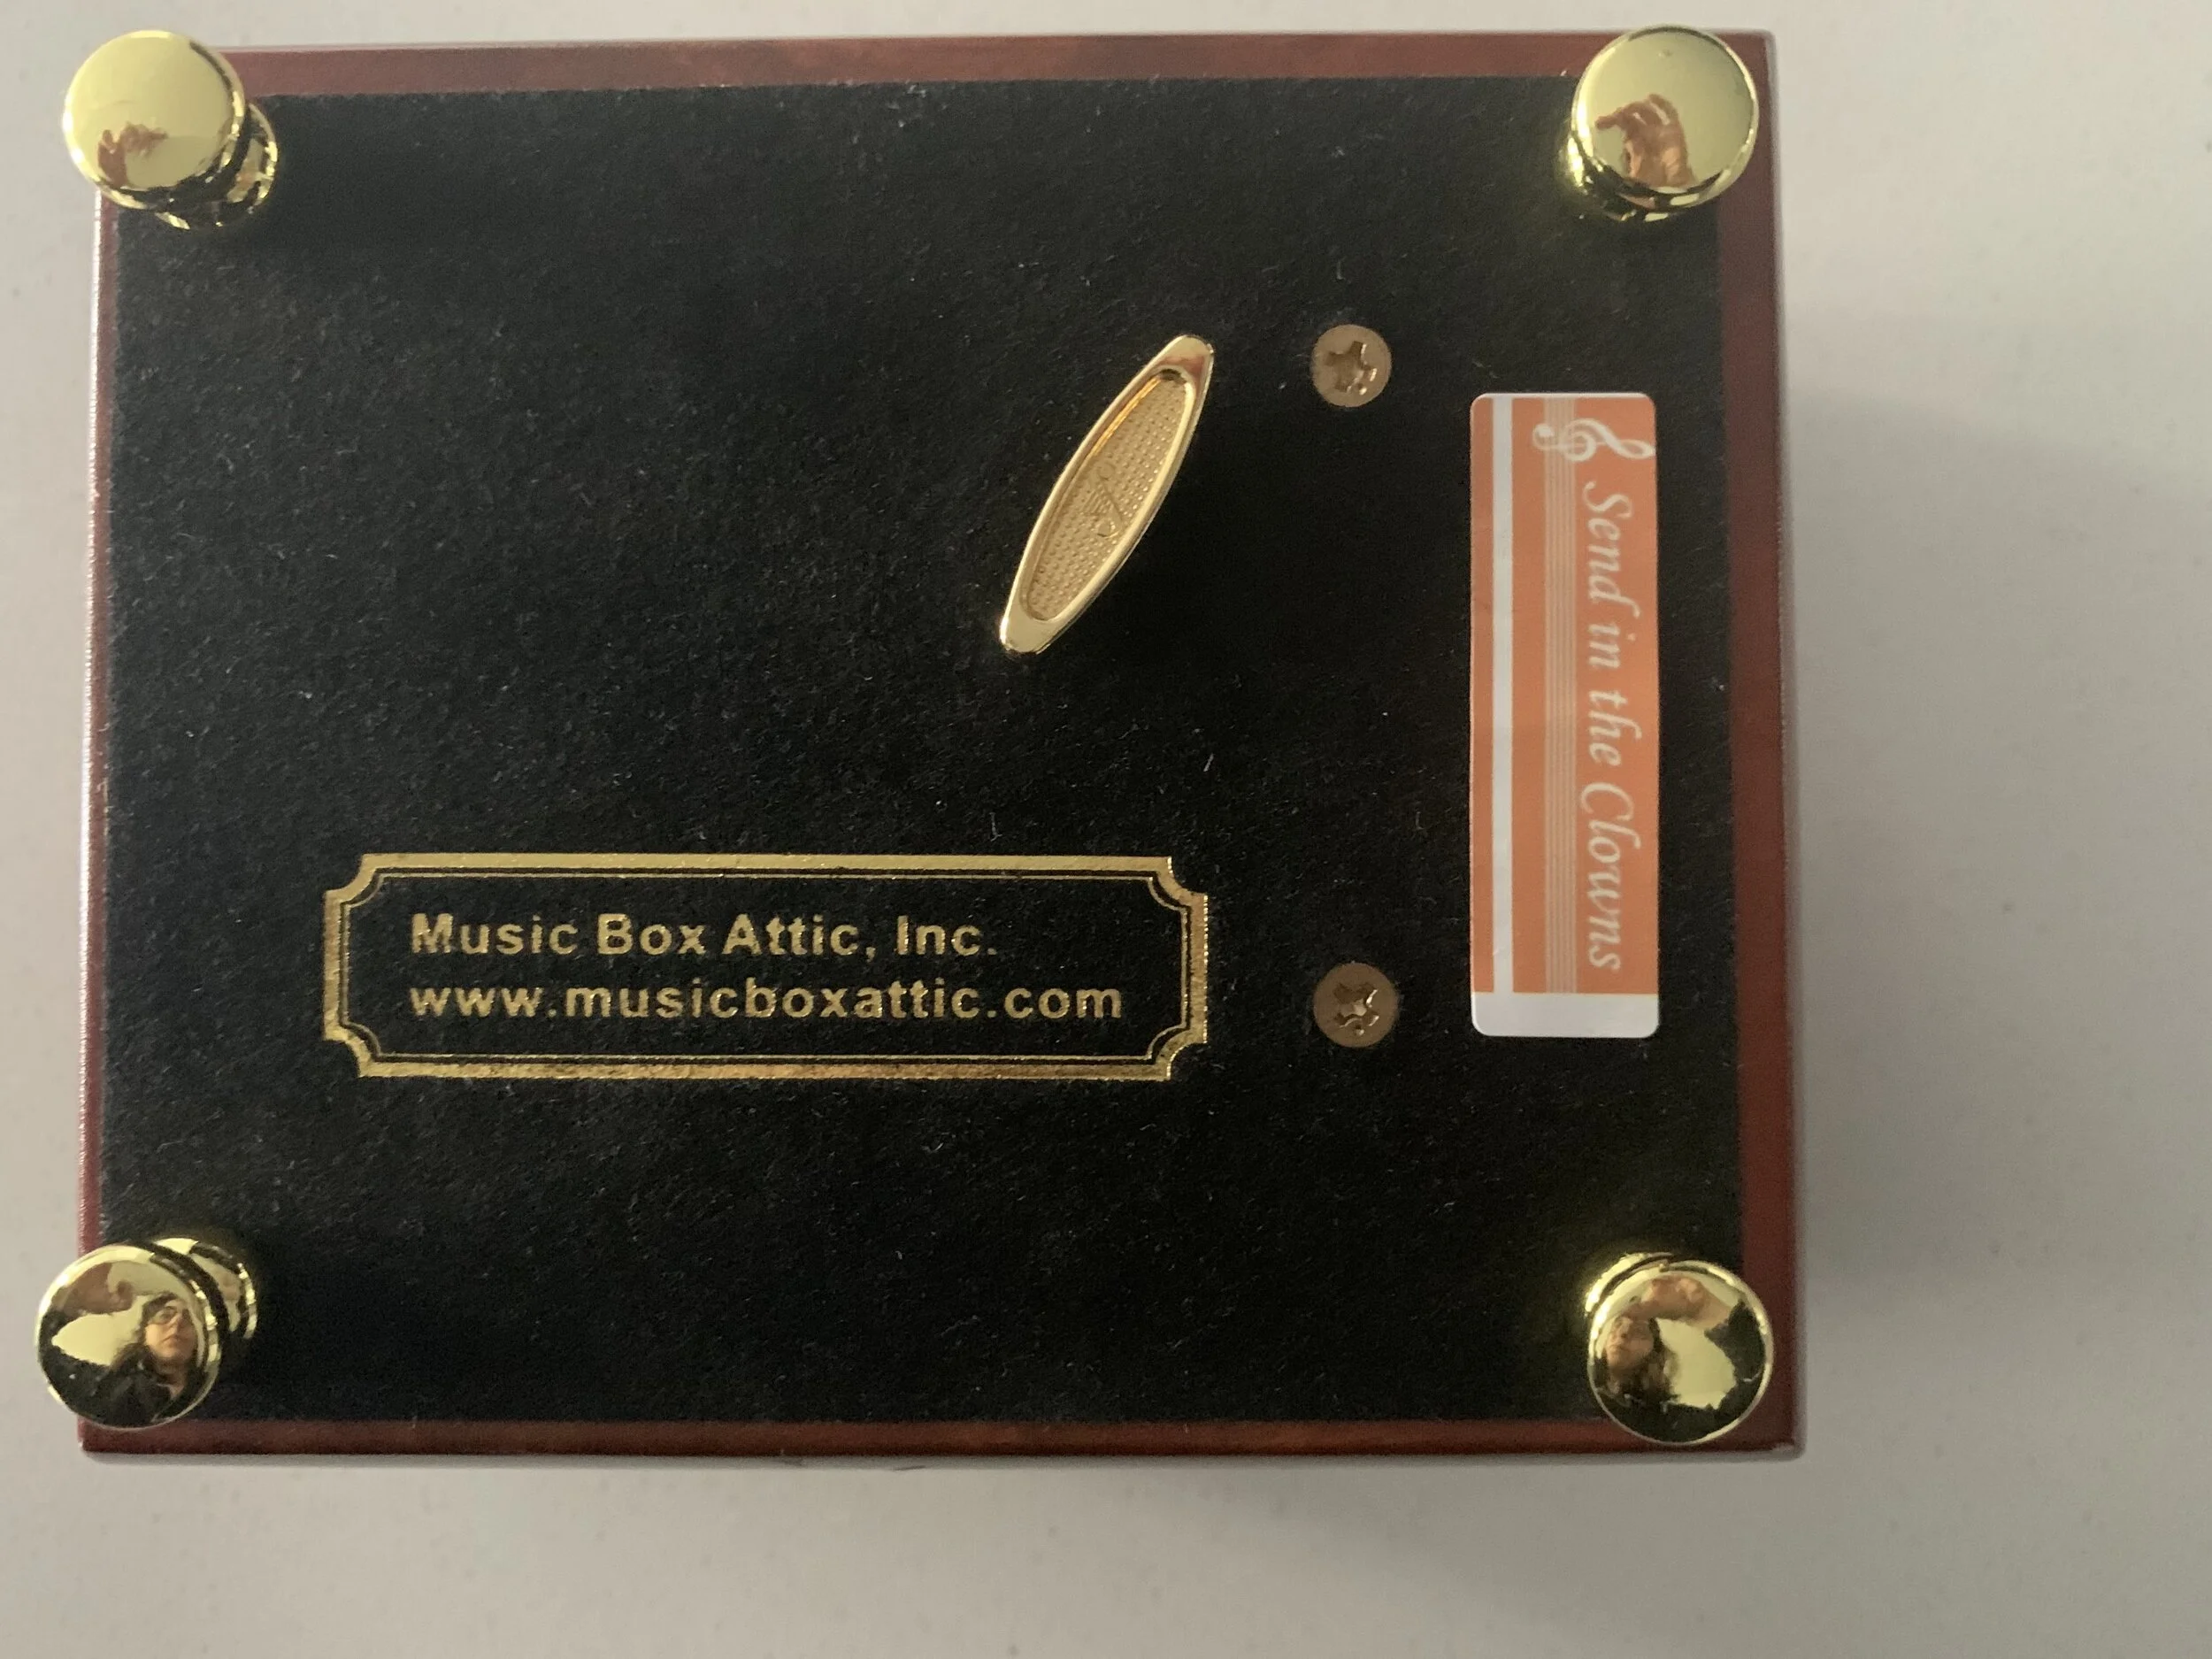 Music Box Attic, Inc.
www.musicboxattic.com
Send in the Clowns